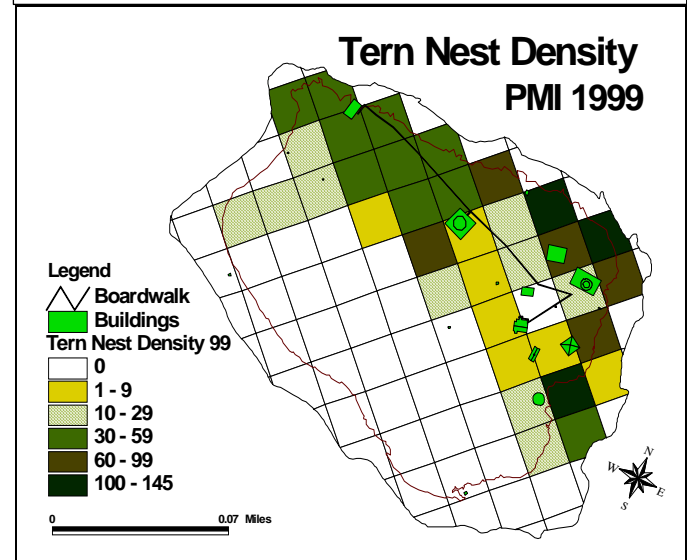 Tern Nest Density
PMI 1999
Legend
Boardwalk
Buildings
Tern Nest Density 99
0
1 - 9
10 - 29
30 - 59
60 - 99
100 - 145
0 0.07 Miles
N
W
E
S